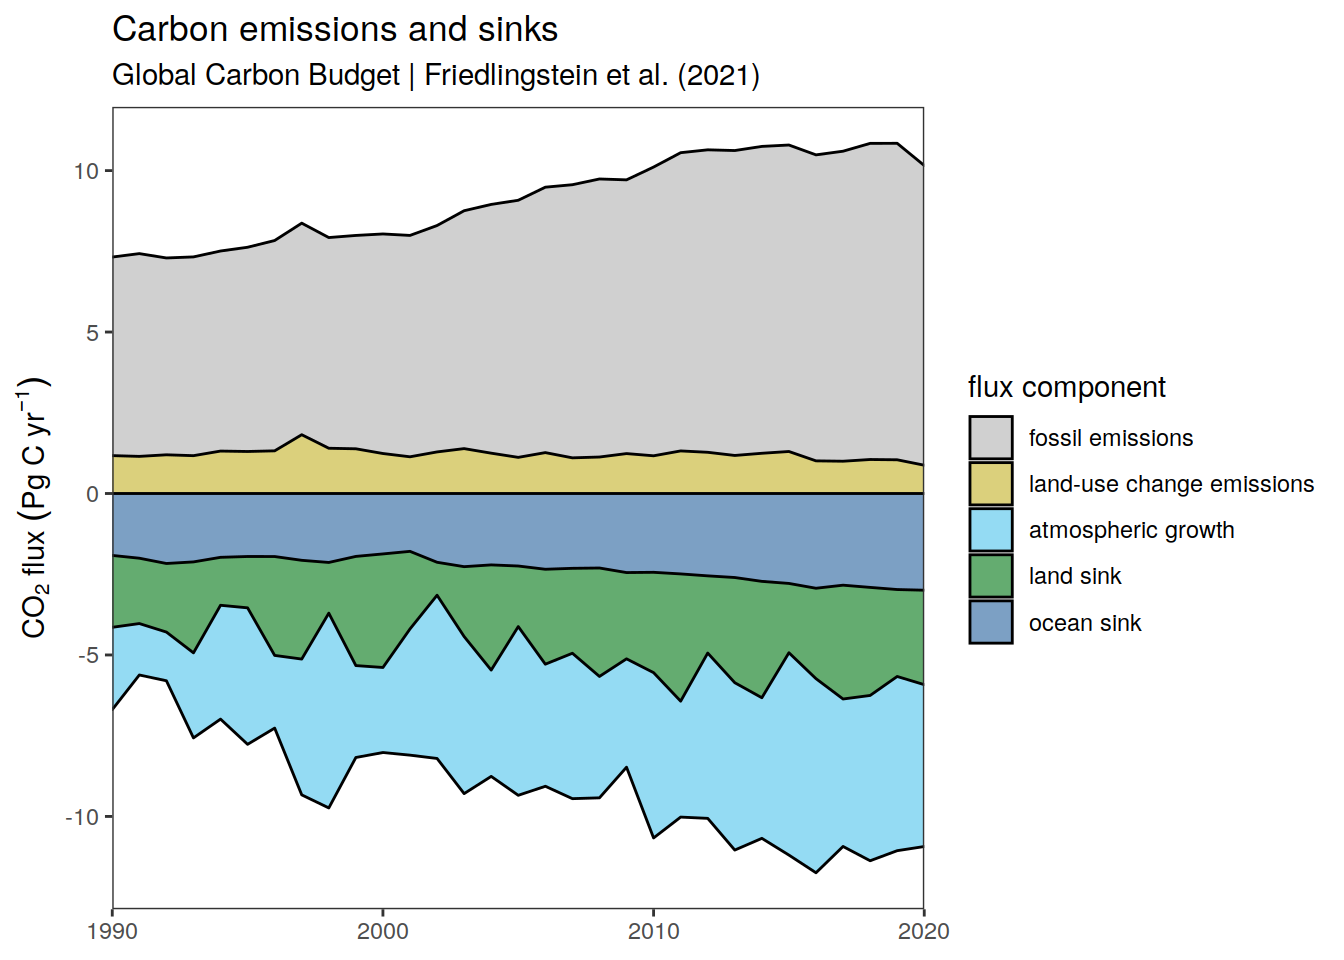 Carbon emissions and sinks
Global Carbon Budget | Friedlingstein et al. (2021)
CO₂ flux (Pg C yr⁻¹)
10
5
0
-5
-10
1990
2000
2010
2020
flux component
fossil emissions
land-use change emissions
atmospheric growth
land sink
ocean sink